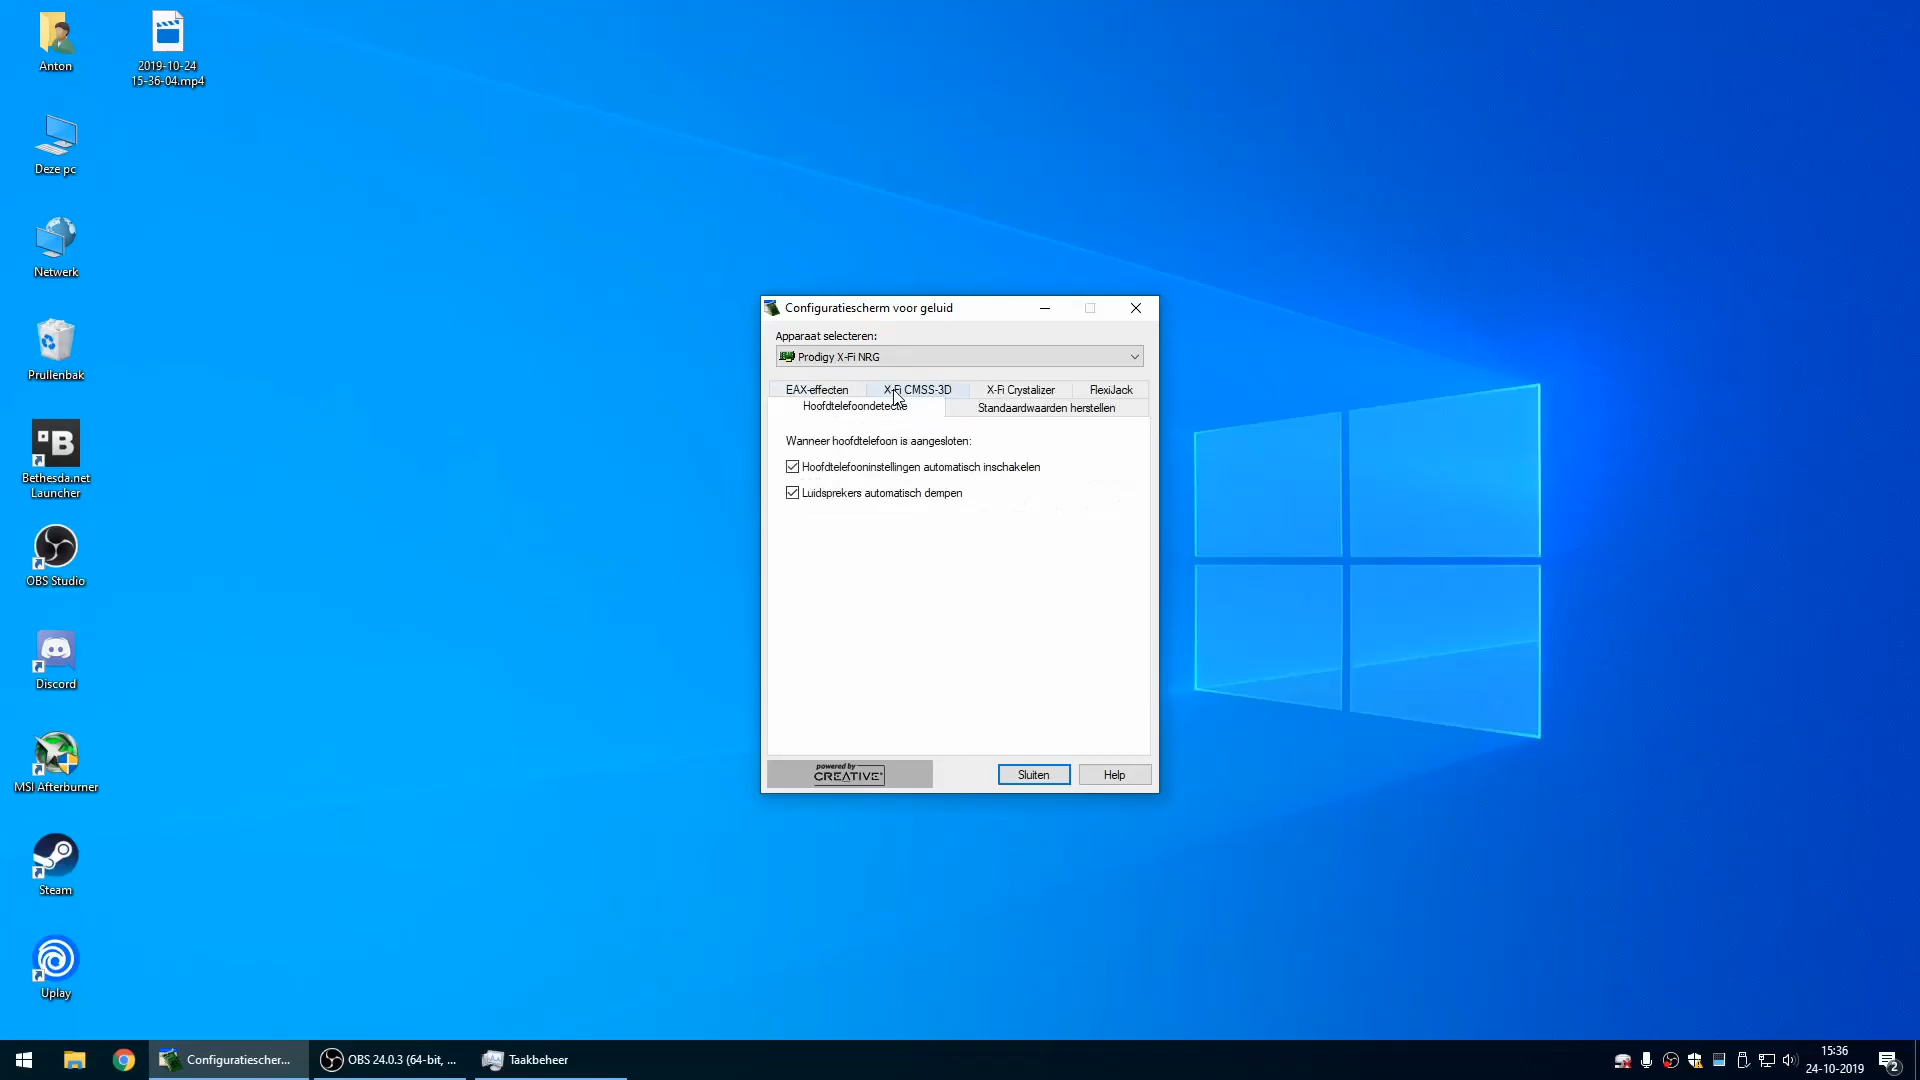 Anton
2019-10-24
15-36-04.mp4
Deze pc
Netwerk
Prullenbak
Bethesda.net
Launcher
OBS Studio
Discord
MSI Afterburner
Steam
Uplay
Configuratiescherm voor geluid
Apparaat selecteren:
Prodigy X-Fi NRG
EAX-effecten X-Fi CMSS-3D X-Fi Crystalizer FlexiJack
Hoofdtelefoondetectie Standaardwaarden herstellen
Wanneer hoofdtelefoon is aangesloten:
Hoofdtelefooninstellingen automatisch inschakelen
Luidsprekers automatisch dempen
powered by
CREATIVE
Sluiten Help
Configuratiescher... OBS 24.0.3 (64-bit, ... Taakbeheer
15:36
24-10-2019
2